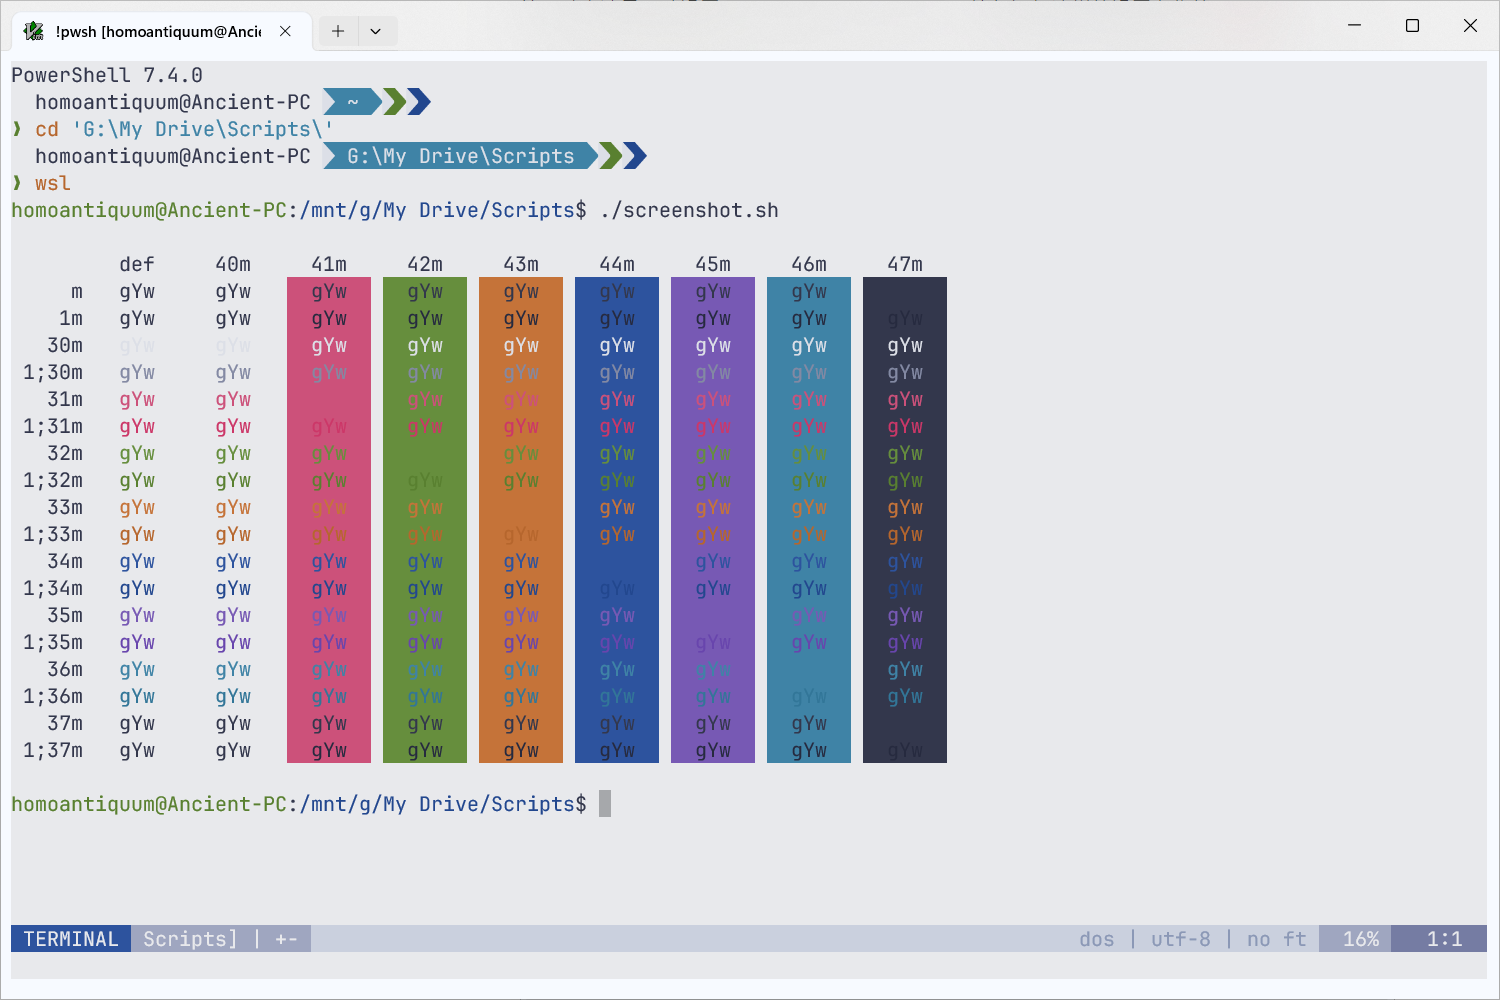 !pwsh [homoantiquum@Ancie
PowerShell 7.4.0
homoantiquum@Ancient-PC ~
❯ cd 'G:\My Drive\Scripts\'
homoantiquum@Ancient-PC G:\My Drive\Scripts
❯ wsl
homoantiquum@Ancient-PC:/mnt/g/My Drive/Scripts$ ./screenshot.sh
def 40m 41m 42m 43m 44m 45m 46m 47m
m gYw gYw gYw gYw gYw gYw gYw gYw
1m gYw gYw gYw gYw gYw gYw gYw gYw gYw
30m gYw gYw gYw gYw gYw gYw gYw gYw gYw
1;30m gYw gYw gYw gYw gYw gYw gYw gYw gYw
31m gYw gYw gYw gYw gYw gYw gYw gYw
1;31m gYw gYw gYw gYw gYw gYw gYw gYw gYw
32m gYw gYw gYw gYw gYw gYw gYw gYw
1;32m gYw gYw gYw gYw gYw gYw gYw gYw gYw
33m gYw gYw gYw gYw gYw gYw gYw gYw
1;33m gYw gYw gYw gYw gYw gYw gYw gYw gYw
34m gYw gYw gYw gYw gYw gYw gYw gYw
1;34m gYw gYw gYw gYw gYw gYw gYw gYw gYw
35m gYw gYw gYw gYw gYw gYw gYw gYw
1;35m gYw gYw gYw gYw gYw gYw gYw gYw gYw
36m gYw gYw gYw gYw gYw gYw gYw gYw
1;36m gYw gYw gYw gYw gYw gYw gYw gYw gYw
37m gYw gYw gYw gYw gYw gYw gYw gYw
1;37m gYw gYw gYw gYw gYw gYw gYw gYw gYw
homoantiquum@Ancient-PC:/mnt/g/My Drive/Scripts$
TERMINAL Scripts] | +- dos | utf-8 | no ft 16% 1:1